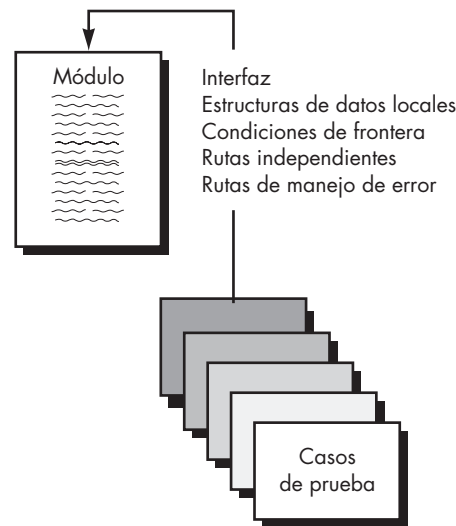 Módulo
Interfaz
Estructuras de datos locales
Condiciones de frontera
Rutas independientes
Rutas de manejo de error
Casos
de prueba